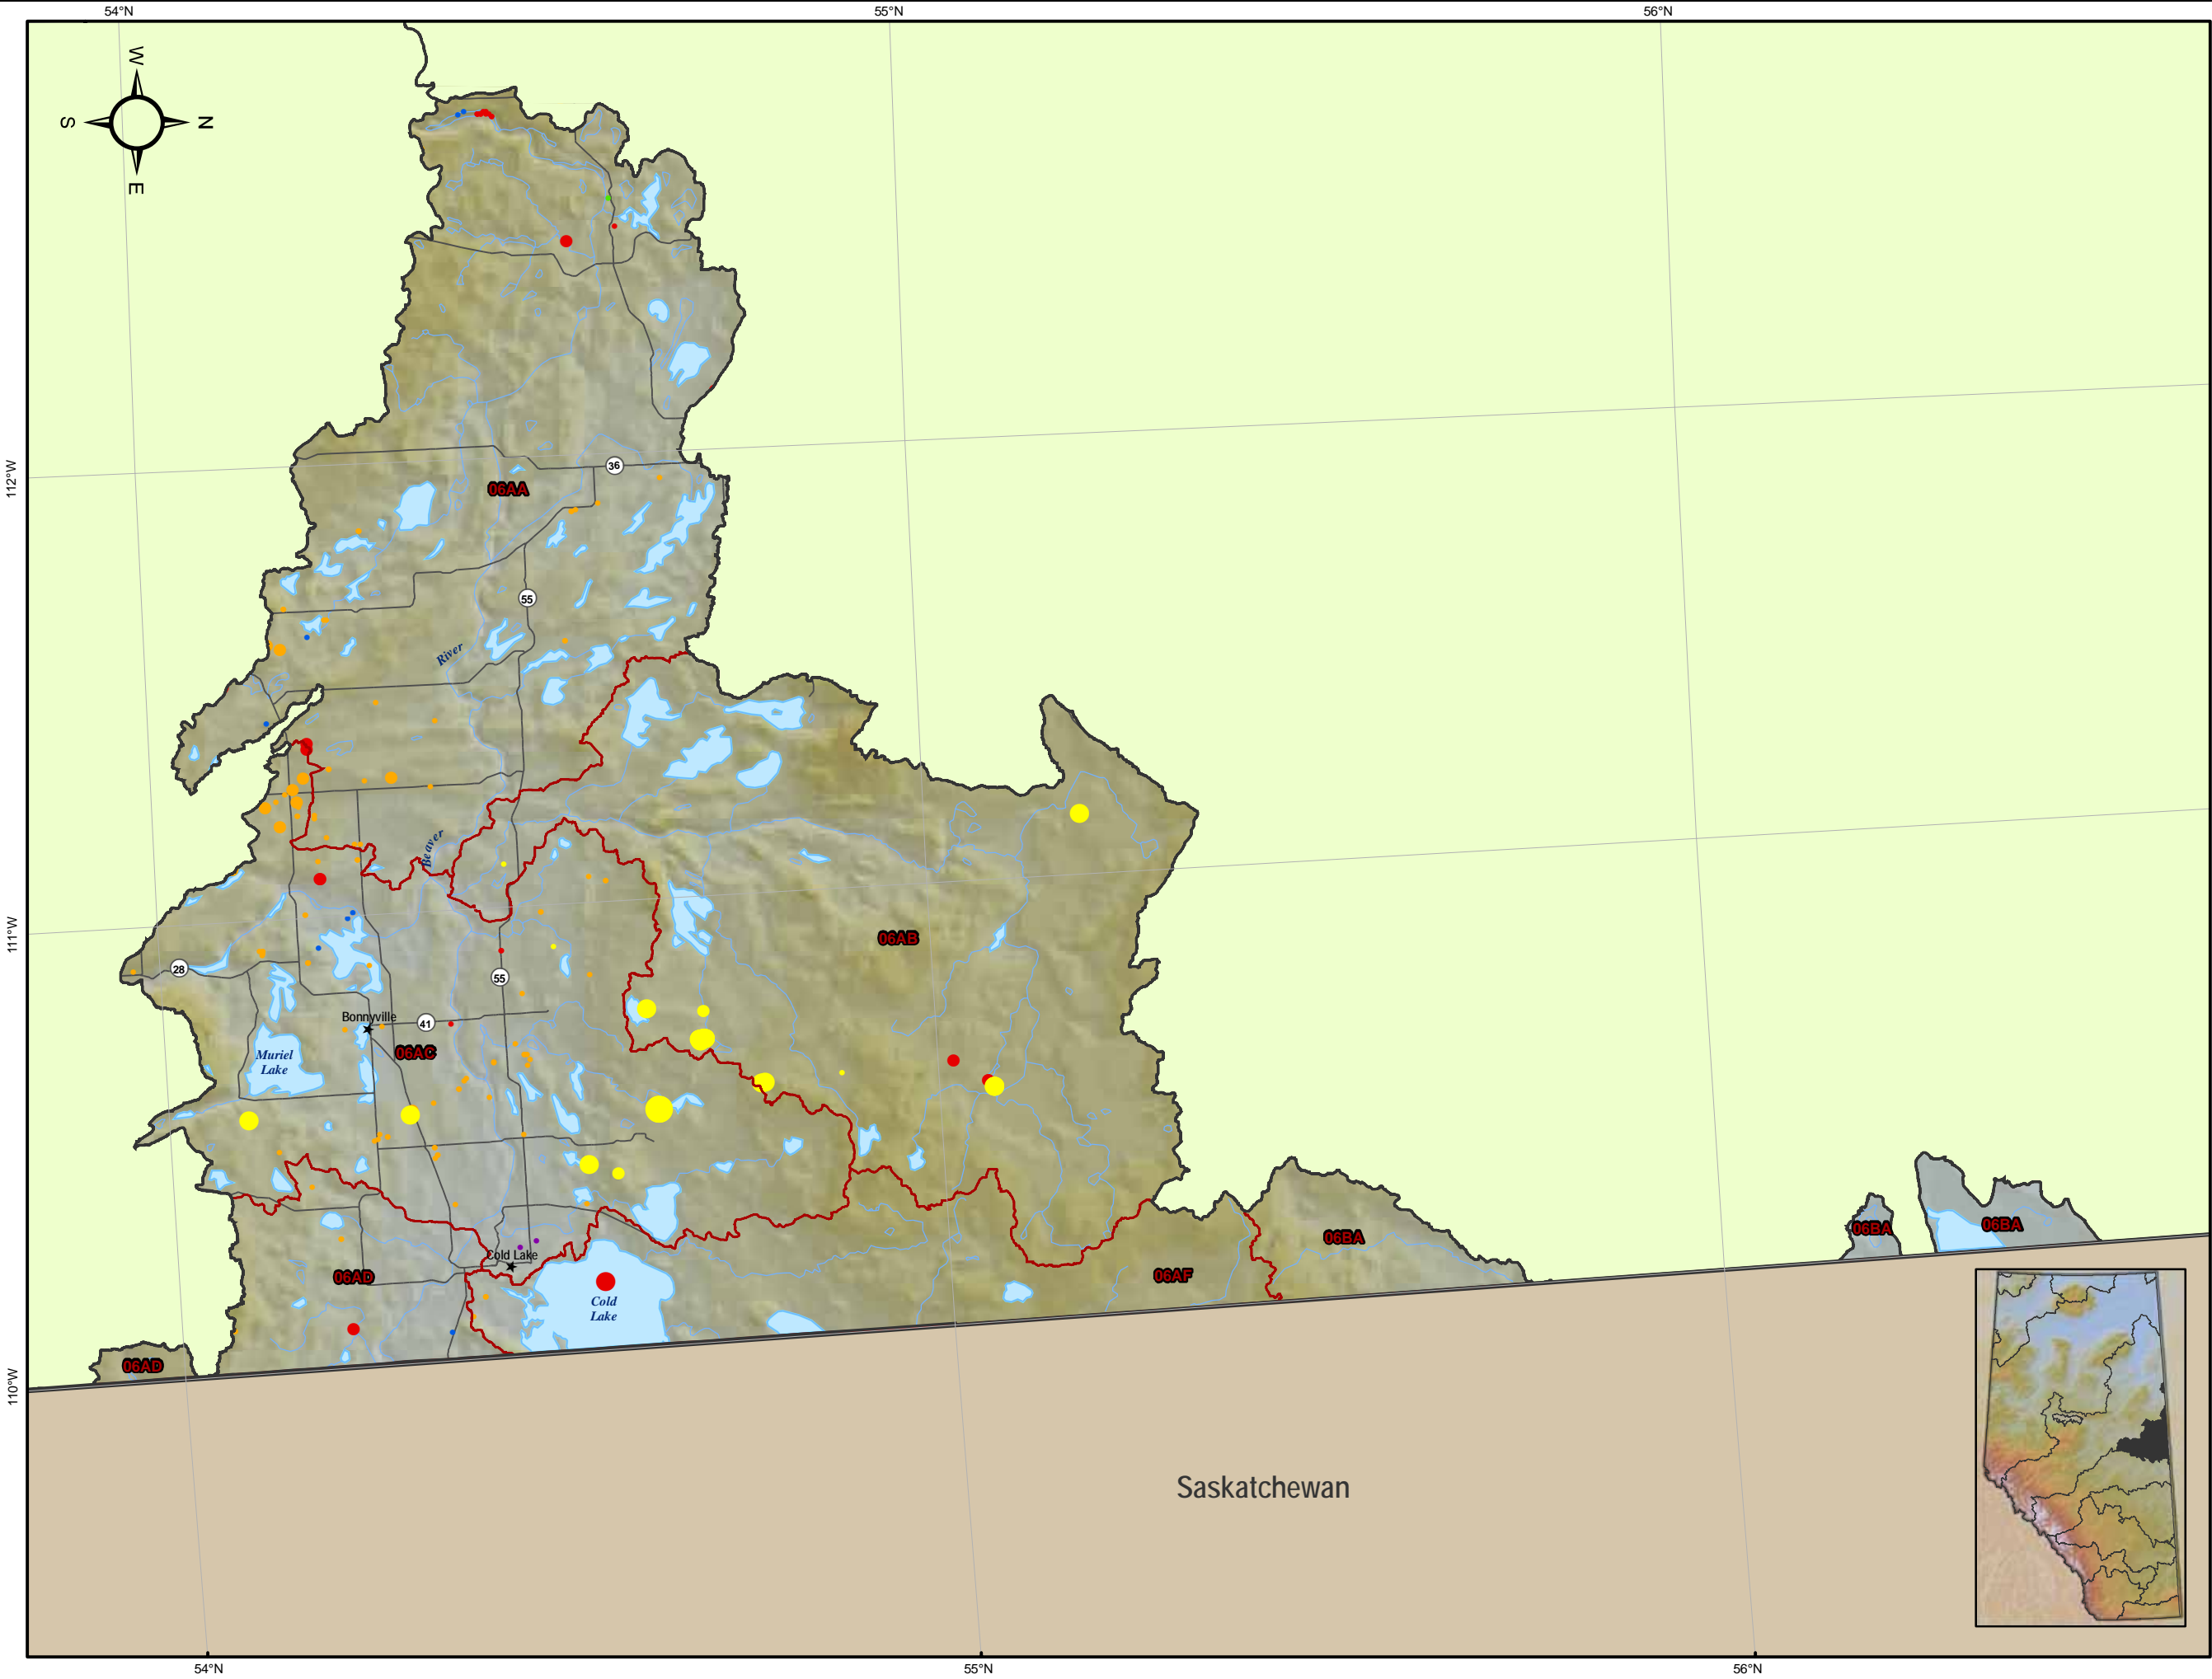 54°N
55°N
56°N
W
S
N
E
112°W
36
06AA
55
River
Beaver
111°W
06AB
28
55
Bonnyville
41
06AC
Muriel
Lake
06BA
06BA
06BA
Cold Lake
06AD
06AF
Cold
Lake
06AD
110°W
Saskatchewan
54°N
55°N
56°N